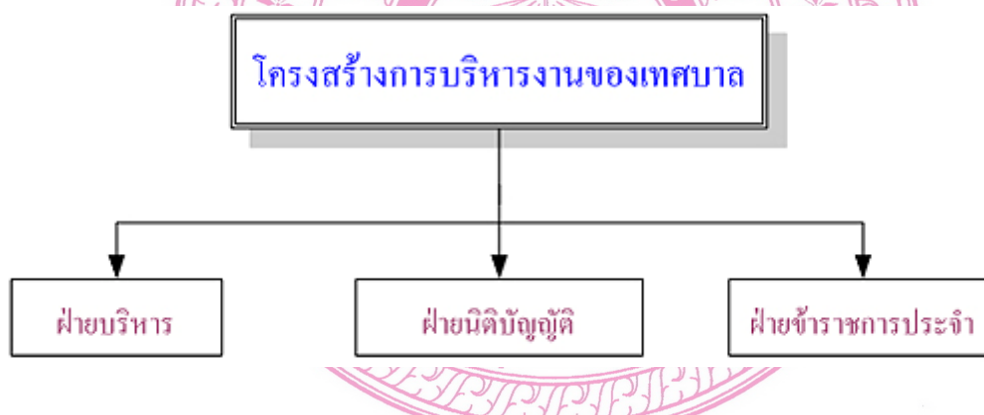 โครงสร้างการบริหารงานของเทศบาล
ฝ่ายบริหาร
ฝ่ายนิติบัญญัติ
ฝ่ายข้าราชการประจำ